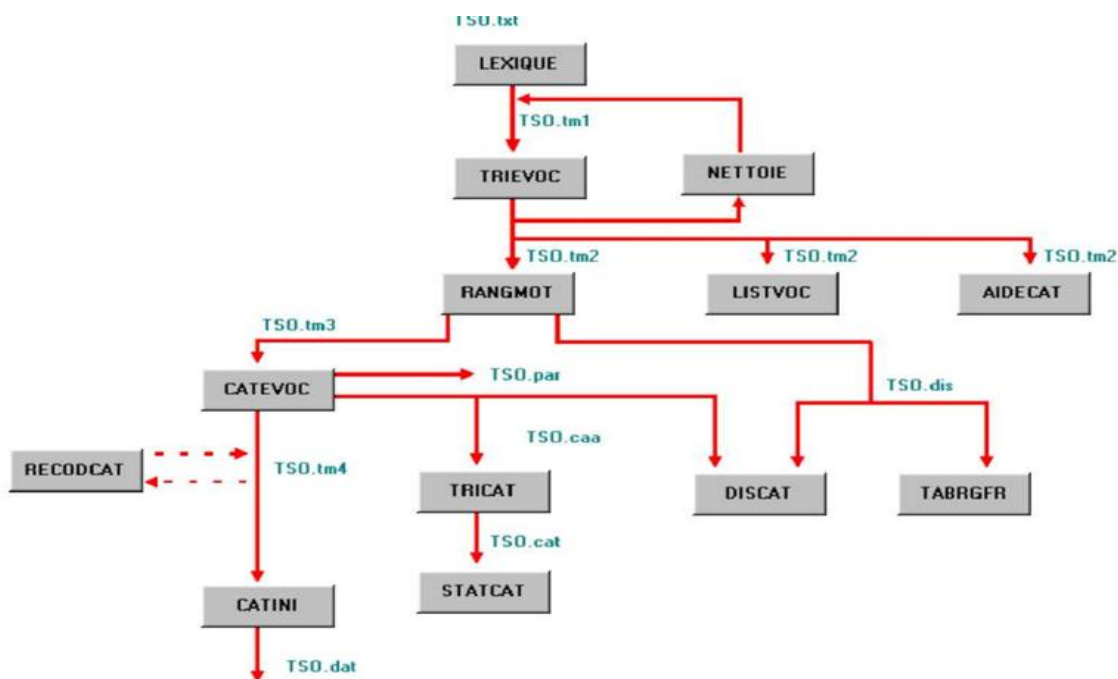 TSO.txt
LEXIQUE
TSO.tm1
TRIEVOC
NETTOIE
TSO.tm2
TSO.tm2
TSO.tm2
RANGMOT
LISTVOC
AIDECAT
TSO.tm3
TSO.par
CATEVOC
TSO.dis
TSO.caa
RECODCAT
TSO.tm4
TRICAT
DISCAT
TABRGFR
TSO.cat
STATCAT
CATINI
TSO.dat